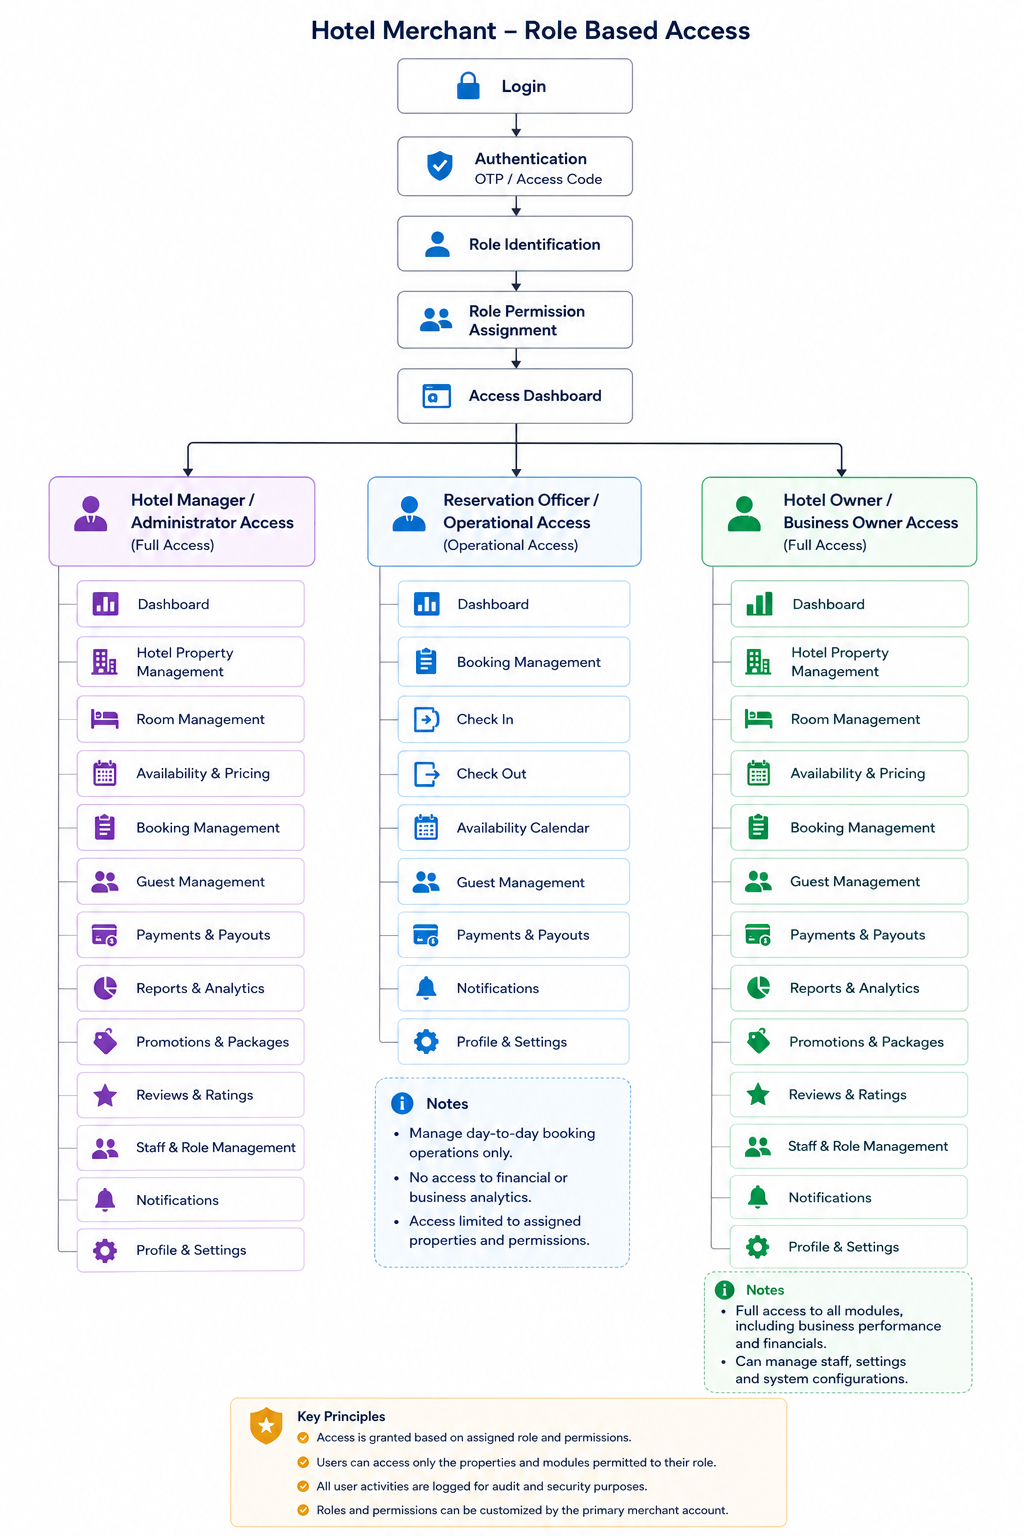 Hotel Merchant – Role Based Access
Login
Authentication
OTP / Access Code
Role Identification
Role Permission
Assignment
Access Dashboard
Hotel Manager /
Administrator Access
(Full Access)
Dashboard
Hotel Property
Management
Room Management
Availability & Pricing
Booking Management
Guest Management
Payments & Payouts
Reports & Analytics
Promotions & Packages
Reviews & Ratings
Staff & Role Management
Notifications
Profile & Settings
Reservation Officer /
Operational Access
(Operational Access)
Dashboard
Booking Management
Check In
Check Out
Availability Calendar
Guest Management
Payments & Payouts
Notifications
Profile & Settings
Notes
• Manage day-to-day booking
operations only.
• No access to financial or
business analytics.
• Access limited to assigned
properties and permissions.
Hotel Owner /
Business Owner Access
(Full Access)
Dashboard
Hotel Property
Management
Room Management
Availability & Pricing
Booking Management
Guest Management
Payments & Payouts
Reports & Analytics
Promotions & Packages
Reviews & Ratings
Staff & Role Management
Notifications
Profile & Settings
Notes
• Full access to all modules,
including business performance
and financials.
• Can manage staff, settings
and system configurations.
Key Principles
Access is granted based on assigned role and permissions.
Users can access only the properties and modules permitted to their role.
All user activities are logged for audit and security purposes.
Roles and permissions can be customized by the primary merchant account.